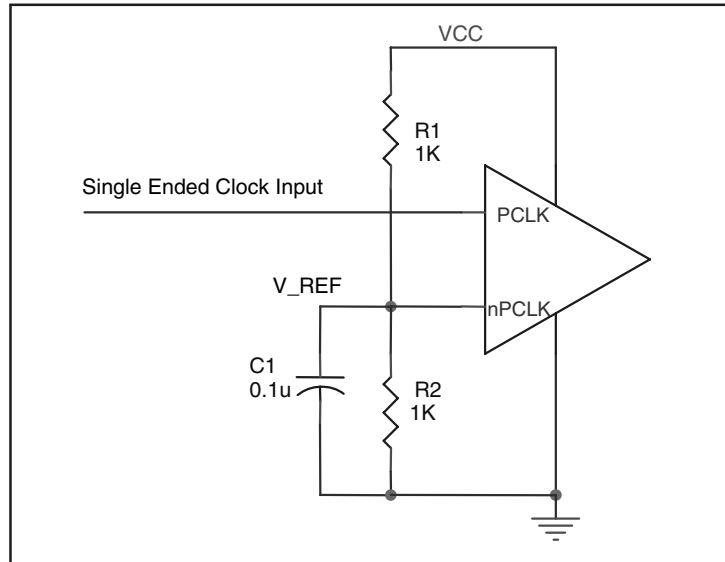 VCC
R1
1K
Single Ended Clock Input
PCLK
V_REF
nPCLK
C1
0.1u
R2
1K